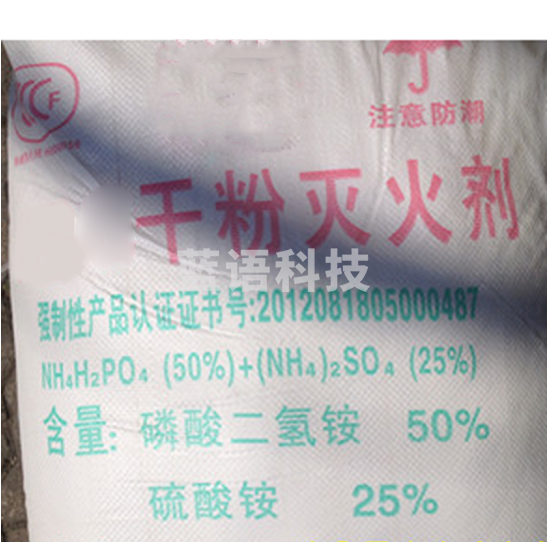 CCCF
注意防潮
干粉灭火剂
蓝语科技
强制性产品认证证书号:2012081805000487
NH₄H₂PO₄ (50%)+(NH₄)₂SO₄ (25%)
含量: 磷酸二氢铵 50%
硫酸铵 25%